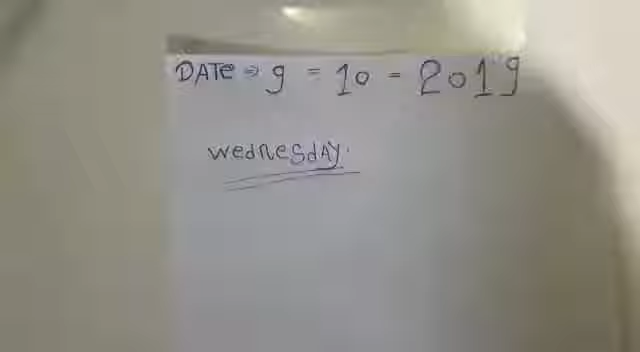 DATe ⇒ 9 = 10 = 2019
wednesdAY.